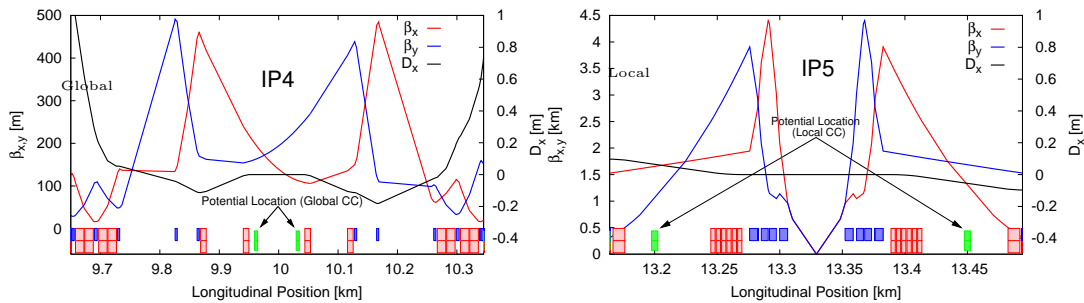 500
400
300
200
100
0
β_x,y [m]
Global
IP4
β_x
β_y
D_x
1
0.8
0.6
0.4
0.2
0
-0.2
-0.4
D_x [m]
Potential Location (Global CC)
9.7
9.8
9.9
10
10.1
10.2
10.3
Longitudinal Position [km]
4.5
4
3.5
3
2.5
2
1.5
1
0.5
0
β_x,y [km]
Local
IP5
β_x
β_y
D_x
1
0.8
0.6
0.4
0.2
0
-0.2
-0.4
D_x [m]
Potential Location
(Local CC)
13.2
13.25
13.3
13.35
13.4
13.45
Longitudinal Position [km]